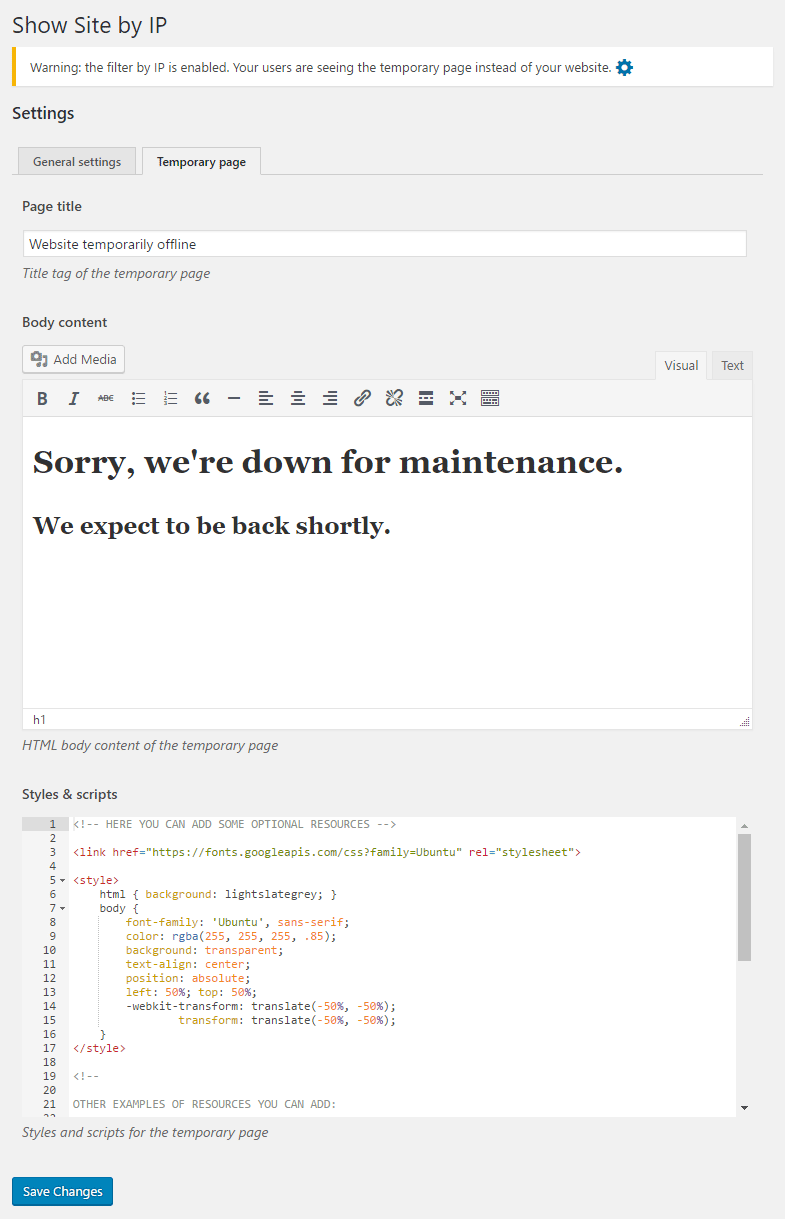 Show Site by IP
Warning: the filter by IP is enabled. Your users are seeing the temporary page instead of your website.
Settings
General settings Temporary page
Page title
Website temporarily offline
Title tag of the temporary page
Body content
Add Media
Visual Text
B I ABC
Sorry, we're down for maintenance.
We expect to be back shortly.
h1
HTML body content of the temporary page
Styles & scripts
1 <!-- HERE YOU CAN ADD SOME OPTIONAL RESOURCES -->
2
3 <link href="https://fonts.googleapis.com/css?family=Ubuntu" rel="stylesheet">
4
5 <style>
6 html { background: lightslategrey; }
7 body {
8 font-family: 'Ubuntu', sans-serif;
9 color: rgba(255, 255, 255, .85);
10 background: transparent;
11 text-align: center;
12 position: absolute;
13 left: 50%; top: 50%;
14 -webkit-transform: translate(-50%, -50%);
15 transform: translate(-50%, -50%);
16 }
17 </style>
18
19 <!--
20
21 OTHER EXAMPLES OF RESOURCES YOU CAN ADD:
Styles and scripts for the temporary page
Save Changes